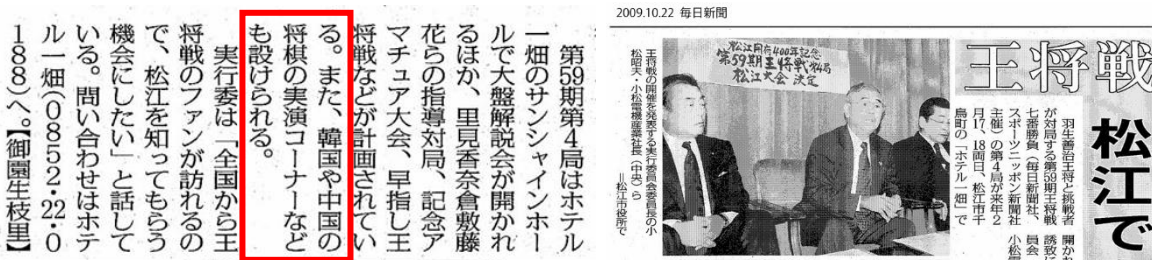 第59期第4局はホテル
一畑のサンシャインホー
ルで大盤解説会が開かれ
るほか、里見香奈倉敷藤
花らの指導対局、記念ア
マチュア大会、早指し王
将戦などが計画されてい
る。また、韓国や中国の
将棋の実演コーナーなど
も設けられる。
実行委は「全国から王
将戦のファンが訪れるの
で、松江を知ってもらう
機会にしたい」と話して
いる。問い合わせはホテ
ル一畑(0852・22・0
188)へ。【御園生枝里】
2009.10.22 毎日新聞
王将戦
松江で
松江開府400年記念
第59期王将戦第4局
松江大会 決定
王将戦の開催を発表する実行委員会委員長の小
松昭夫・小松電機産業社長(中央)ら
=松江市役所で
羽生善治王将と挑戦者
が対局する第59期王将戦
七番勝負(毎日新聞社、
スポーツニッポン新聞社
主催)の第4局が来年2
月17、18両日、松江市千
鳥町の「ホテル一畑」で
開かれ
誘致に
員会
小松電